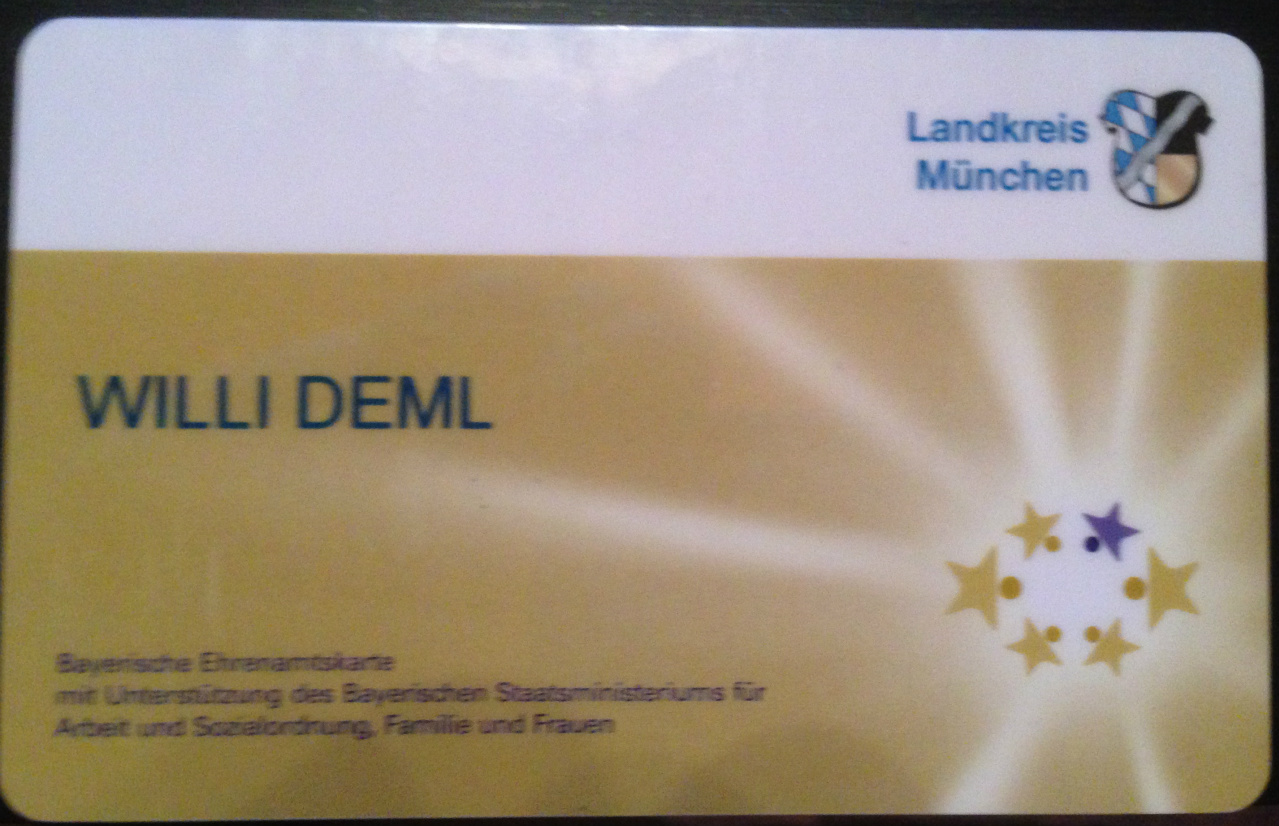 Landkreis
München
WILLI DEML
Bayerische Ehrenamtskarte
mit Unterstützung des Bayerischen Staatsministeriums für
Arbeit und Sozialordnung, Familie und Frauen